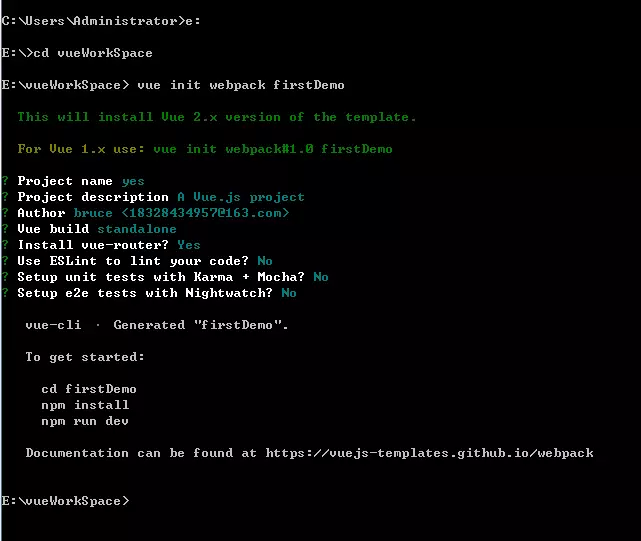 C:\Users\Administrator>e:
E:\>cd vueWorkSpace
E:\vueWorkSpace> vue init webpack firstDemo
This will install Vue 2.x version of the template.
For Vue 1.x use: vue init webpack#1.0 firstDemo
? Project name yes
? Project description A Vue.js project
? Author bruce <18328434957@163.com>
? Vue build standalone
? Install vue-router? Yes
? Use ESLint to lint your code? No
? Setup unit tests with Karma + Mocha? No
? Setup e2e tests with Nightwatch? No
vue-cli · Generated "firstDemo".
To get started:
cd firstDemo
npm install
npm run dev
Documentation can be found at https://vuejs-templates.github.io/webpack
E:\vueWorkSpace>